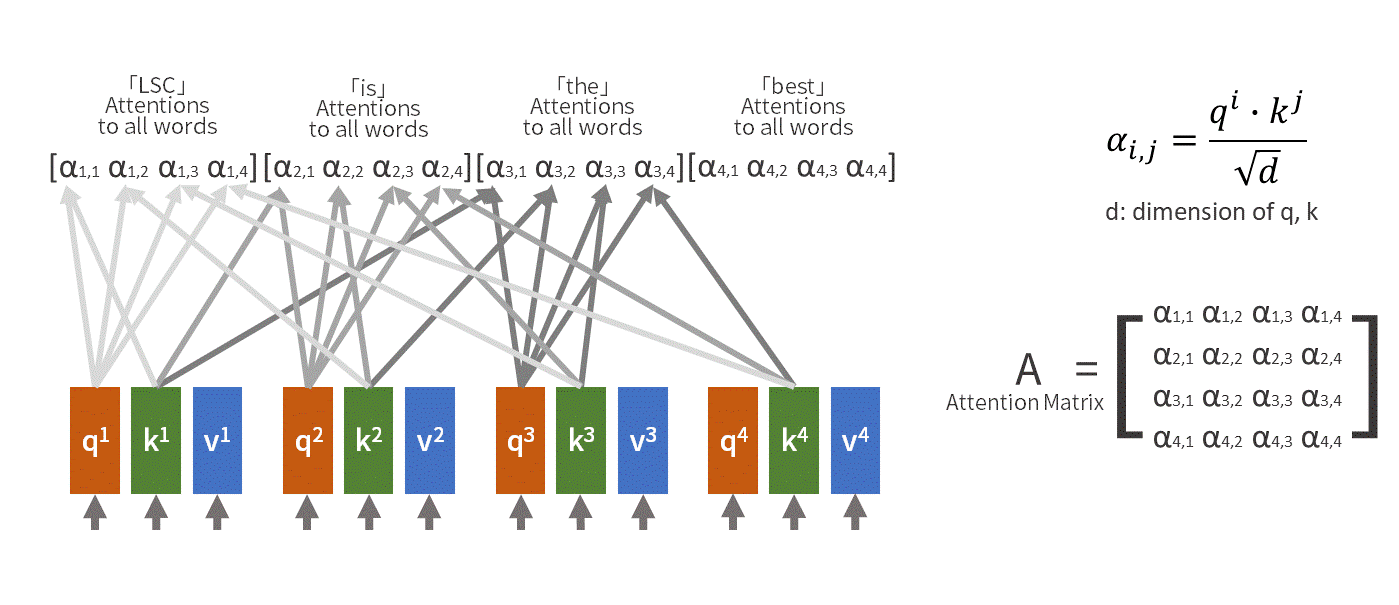 「LSC」
Attentions
to all words
「is」
Attentions
to all words
「the」
Attentions
to all words
「best」
Attentions
to all words
[α1,1 α1,2 α1,3 α1,4] [α2,1 α2,2 α2,3 α2,4] [α3,1 α3,2 α3,3 α3,4] [α4,1 α4,2 α4,3 α4,4]
q¹ k¹ v¹ q² k² v² q³ k³ v³ q⁴ k⁴ v⁴
αi,j = qⁱ · kʲ / √d
d: dimension of q, k
A =
Attention Matrix
α1,1 α1,2 α1,3 α1,4
α2,1 α2,2 α2,3 α2,4
α3,1 α3,2 α3,3 α3,4
α4,1 α4,2 α4,3 α4,4